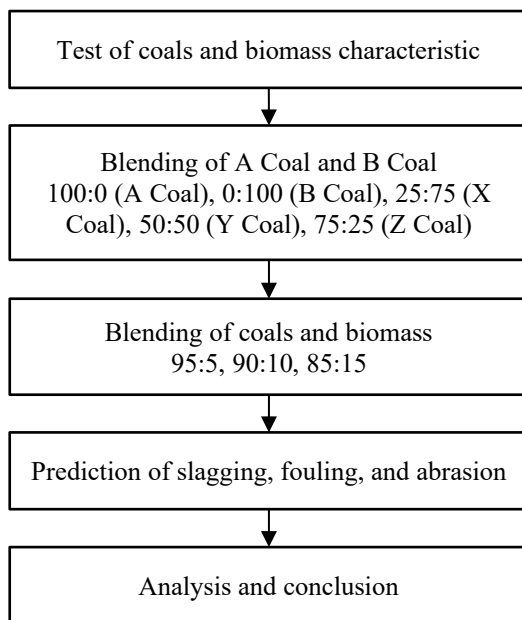 Test of coals and biomass characteristic
Blending of A Coal and B Coal
100:0 (A Coal), 0:100 (B Coal), 25:75 (X
Coal), 50:50 (Y Coal), 75:25 (Z Coal)
Blending of coals and biomass
95:5, 90:10, 85:15
Prediction of slagging, fouling, and abrasion
Analysis and conclusion